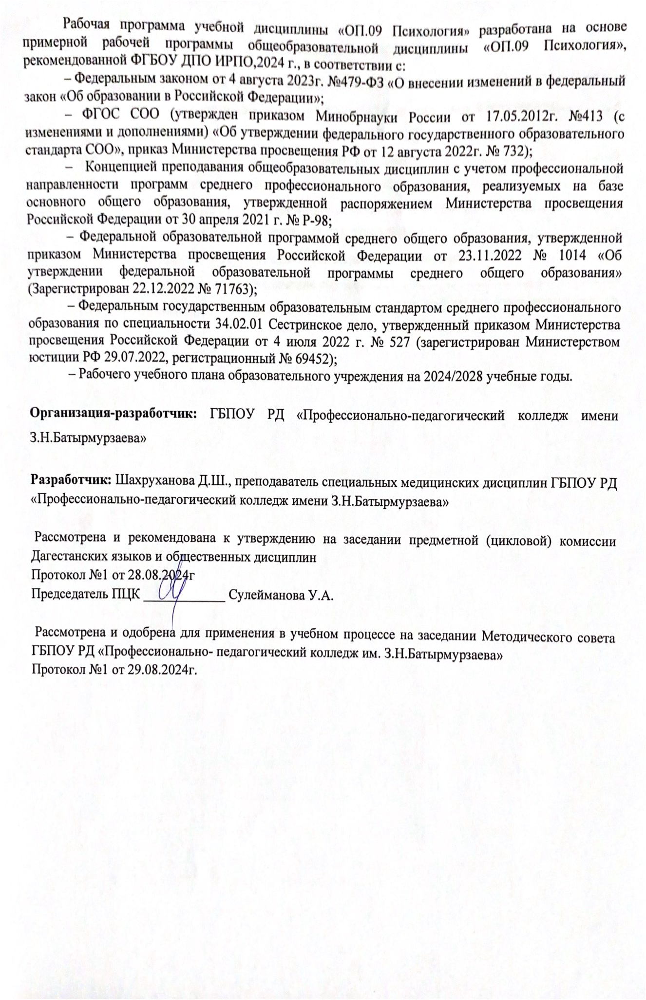 Рабочая программа учебной дисциплины «ОП.09 Психология» разработана на основе
примерной рабочей программы общеобразовательной дисциплины «ОП.09 Психология»,
рекомендованной ФГБОУ ДПО ИРПО,2024 г., в соответствии с:
– Федеральным законом от 4 августа 2023г. №479-ФЗ «О внесении изменений в федеральный
закон «Об образовании в Российской Федерации»;
– ФГОС СОО (утвержден приказом Минобрнауки России от 17.05.2012г. №413 (с
изменениями и дополнениями) «Об утверждении федерального государственного образовательного
стандарта СОО», приказ Министерства просвещения РФ от 12 августа 2022г. № 732);
– Концепцией преподавания общеобразовательных дисциплин с учетом профессиональной
направленности программ среднего профессионального образования, реализуемых на базе
основного общего образования, утвержденной распоряжением Министерства просвещения
Российской Федерации от 30 апреля 2021 г. № Р-98;
– Федеральной образовательной программой среднего общего образования, утвержденной
приказом Министерства просвещения Российской Федерации от 23.11.2022 № 1014 «Об
утверждении федеральной образовательной программы среднего общего образования»
(Зарегистрирован 22.12.2022 № 71763);
– Федеральным государственным образовательным стандартом среднего профессионального
образования по специальности 34.02.01 Сестринское дело, утвержденный приказом Министерства
просвещения Российской Федерации от 4 июля 2022 г. № 527 (зарегистрирован Министерством
юстиции РФ 29.07.2022, регистрационный № 69452);
– Рабочего учебного плана образовательного учреждения на 2024/2028 учебные годы.
Организация-разработчик: ГБПОУ РД «Профессионально-педагогический колледж имени
З.Н.Батырмурзаева»
Разработчик: Шахруханова Д.Ш., преподаватель специальных медицинских дисциплин ГБПОУ РД
«Профессионально-педагогический колледж имени З.Н.Батырмурзаева»
Рассмотрена и рекомендована к утверждению на заседании предметной (цикловой) комиссии
Дагестанских языков и общественных дисциплин
Протокол №1 от 28.08.2024г
Председатель ПЦК ____________ Сулейманова У.А.
Рассмотрена и одобрена для применения в учебном процессе на заседании Методического совета
ГБПОУ РД «Профессионально- педагогический колледж им. З.Н.Батырмурзаева»
Протокол №1 от 29.08.2024г.